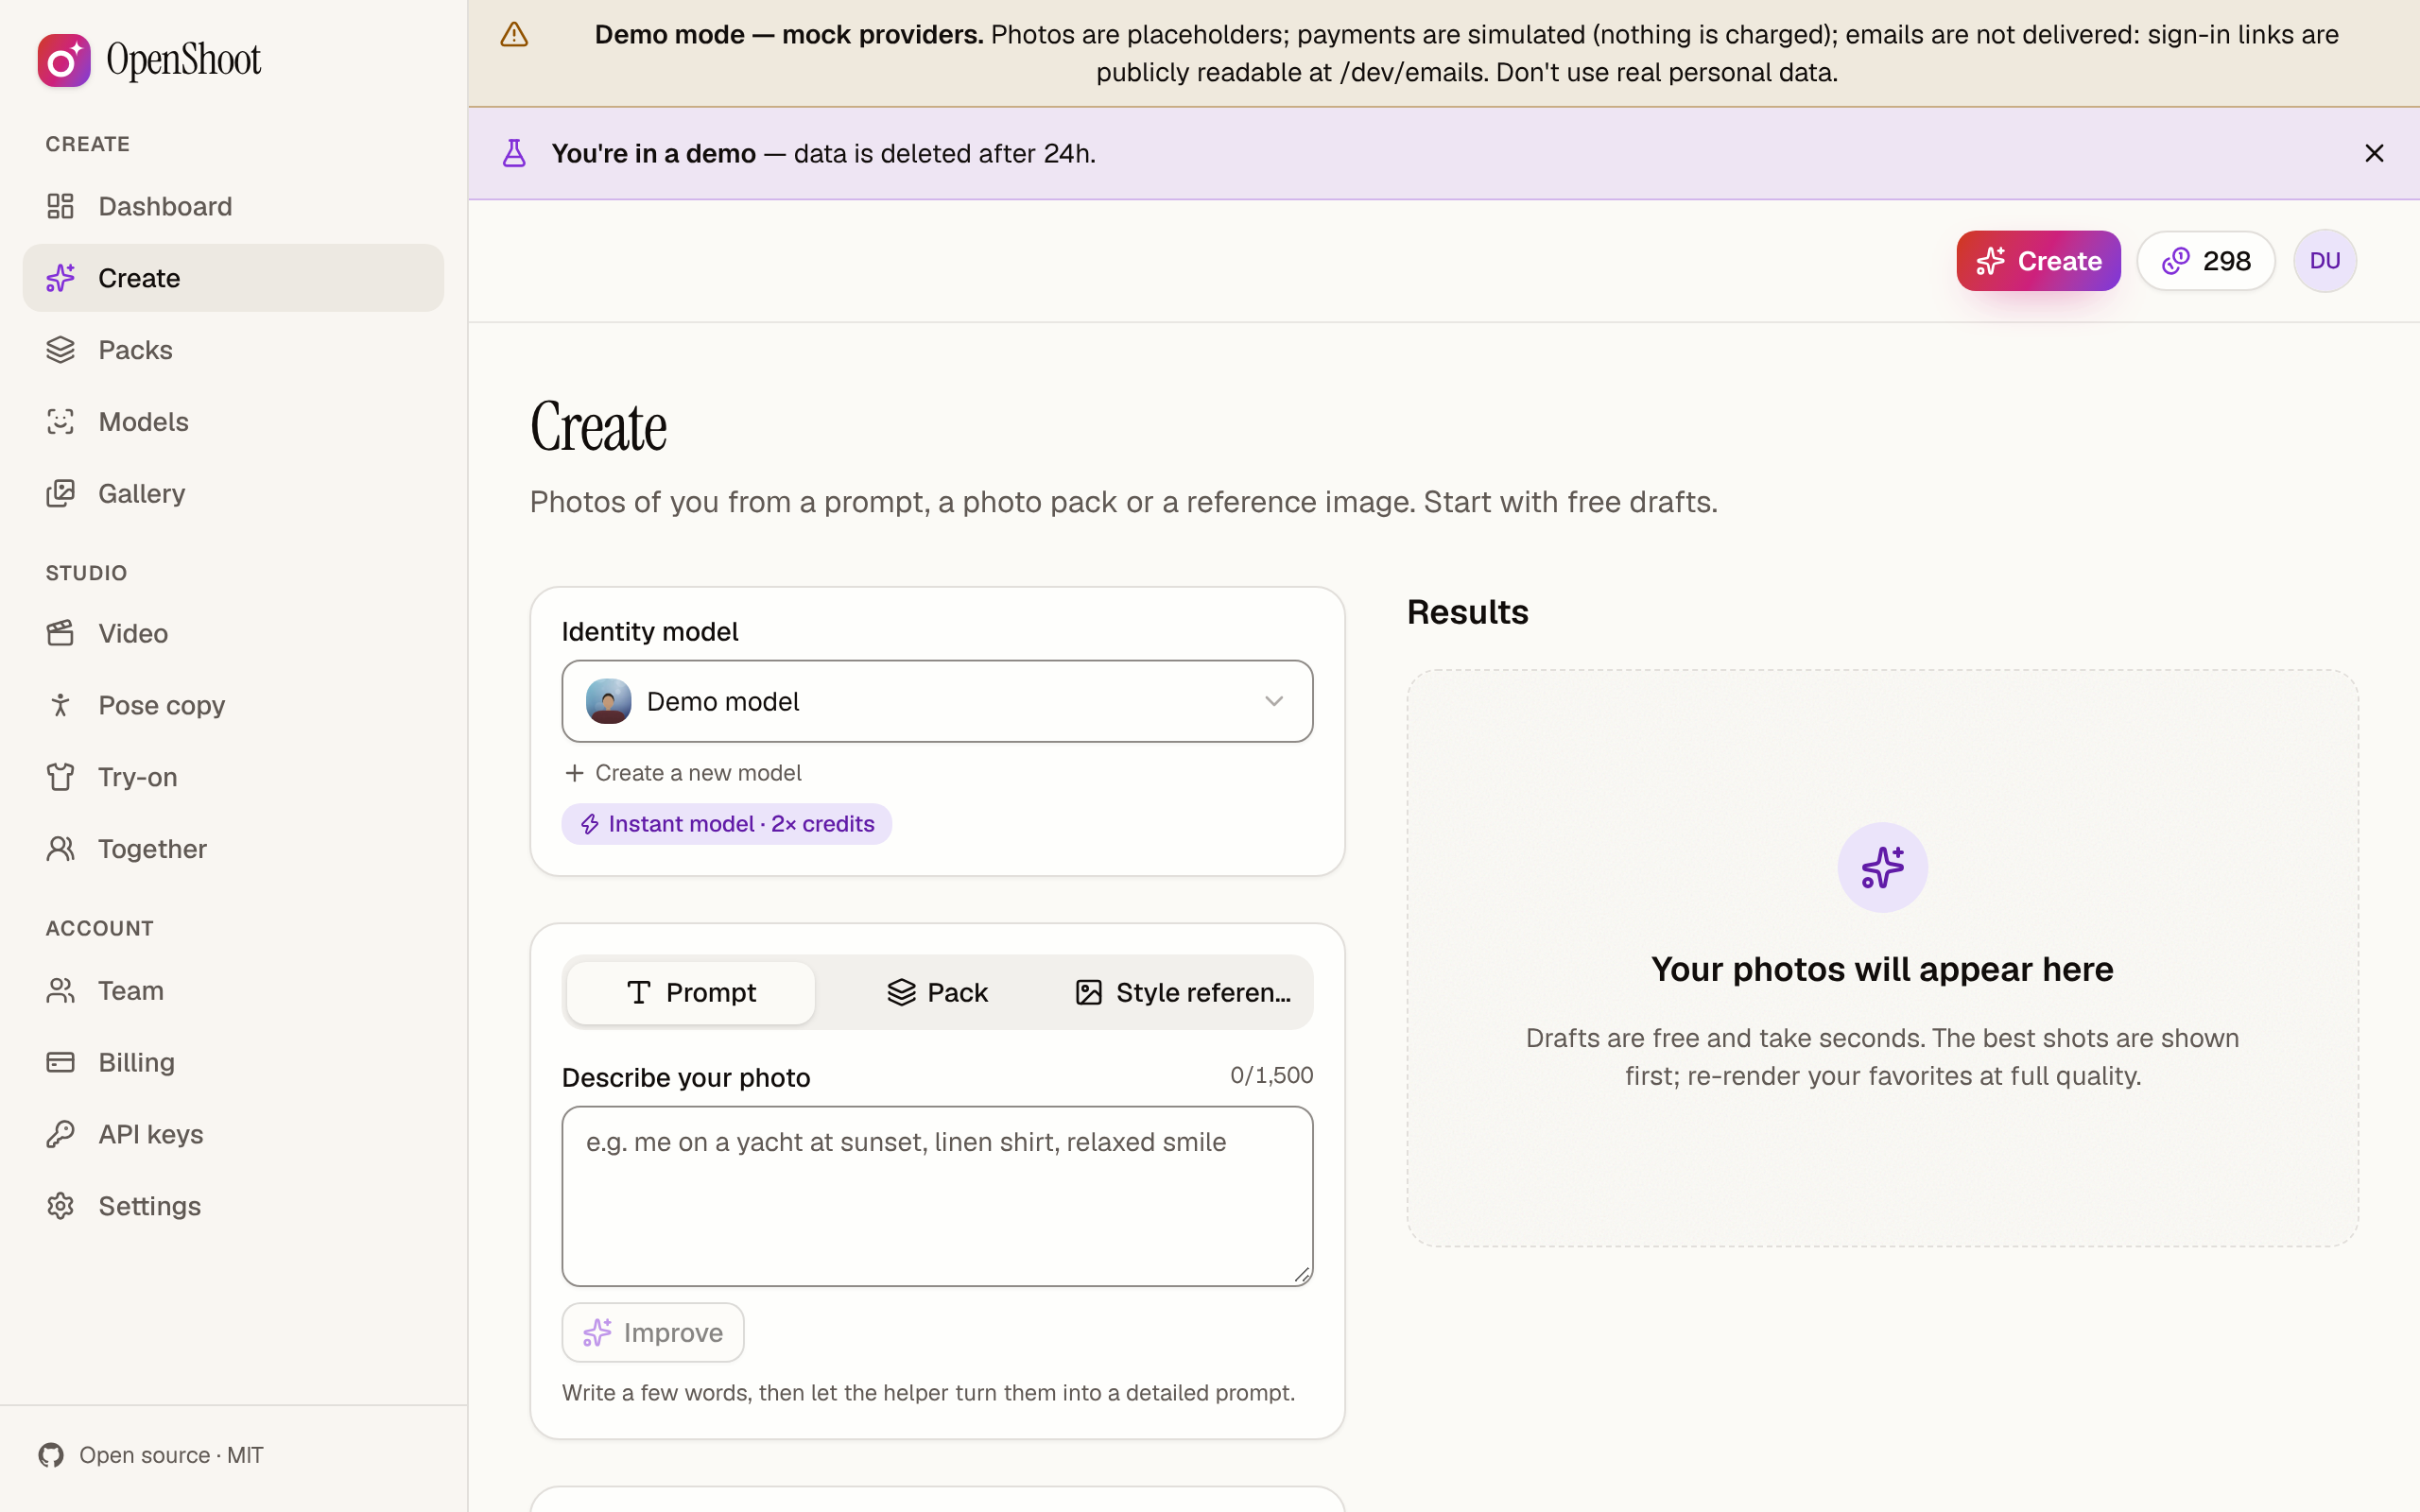 OpenShoot
CREATE
Dashboard
Create
Packs
Models
Gallery
STUDIO
Video
Pose copy
Try-on
Together
ACCOUNT
Team
Billing
API keys
Settings
Open source · MIT
Demo mode — mock providers. Photos are placeholders; payments are simulated (nothing is charged); emails are not delivered: sign-in links are
publicly readable at /dev/emails. Don't use real personal data.
You're in a demo — data is deleted after 24h.
Create
298
DU
Create
Photos of you from a prompt, a photo pack or a reference image. Start with free drafts.
Identity model
Demo model
Create a new model
Instant model · 2× credits
Prompt
Pack
Style referen...
Describe your photo
0/1,500
e.g. me on a yacht at sunset, linen shirt, relaxed smile
Improve
Write a few words, then let the helper turn them into a detailed prompt.
Results
Your photos will appear here
Drafts are free and take seconds. The best shots are shown
first; re-render your favorites at full quality.